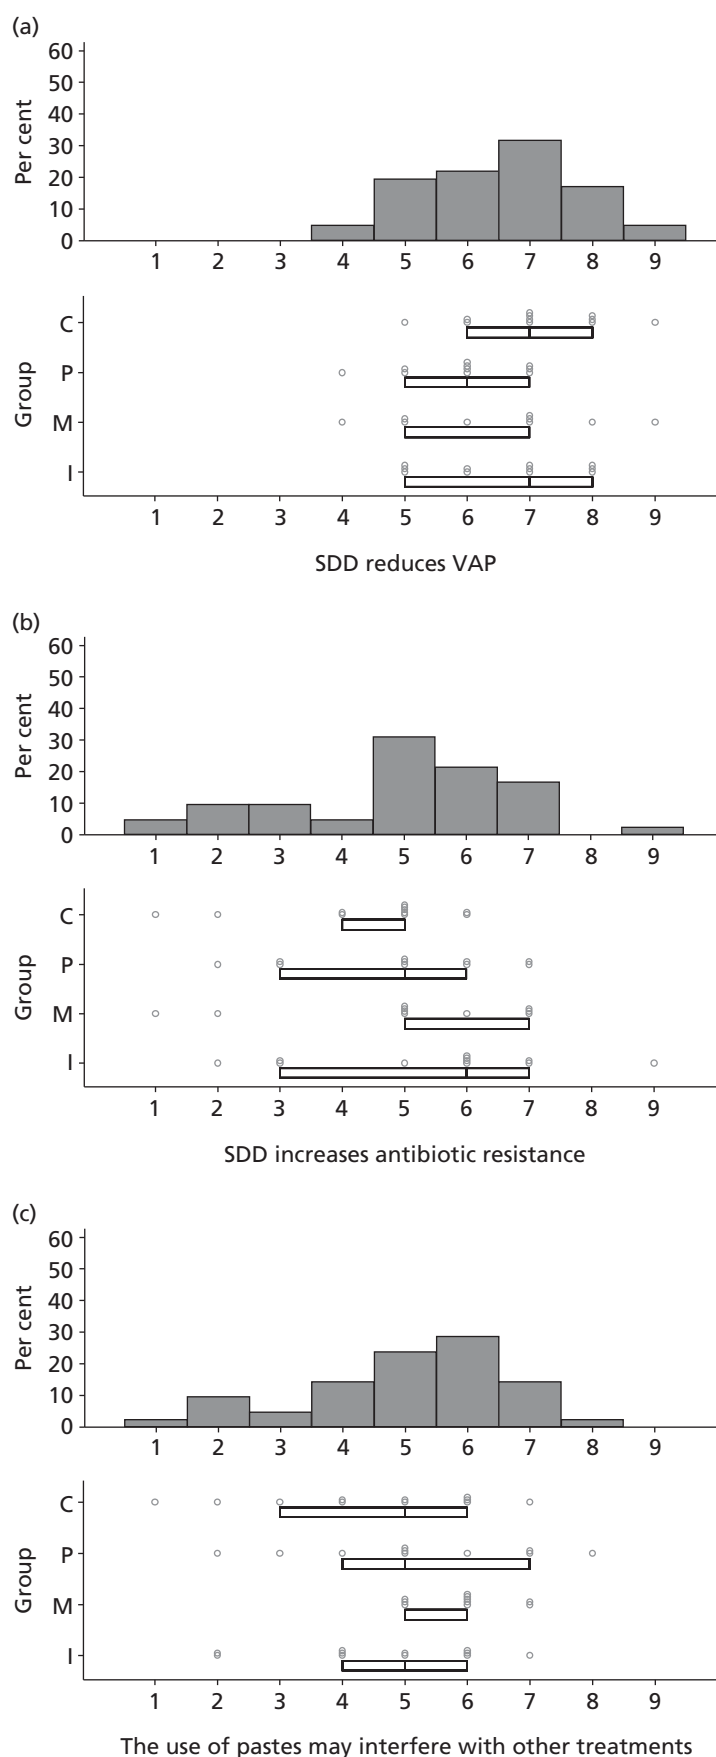 (a)
60
50
40
30
20
10
0
Per cent
1 2 3 4 5 6 7 8 9
C
P
M
I
Group
1 2 3 4 5 6 7 8 9
SDD reduces VAP
(b)
60
50
40
30
20
10
0
Per cent
1 2 3 4 5 6 7 8 9
C
P
M
I
Group
1 2 3 4 5 6 7 8 9
SDD increases antibiotic resistance
(c)
60
50
40
30
20
10
0
Per cent
1 2 3 4 5 6 7 8 9
C
P
M
I
Group
1 2 3 4 5 6 7 8 9
The use of pastes may interfere with other treatments